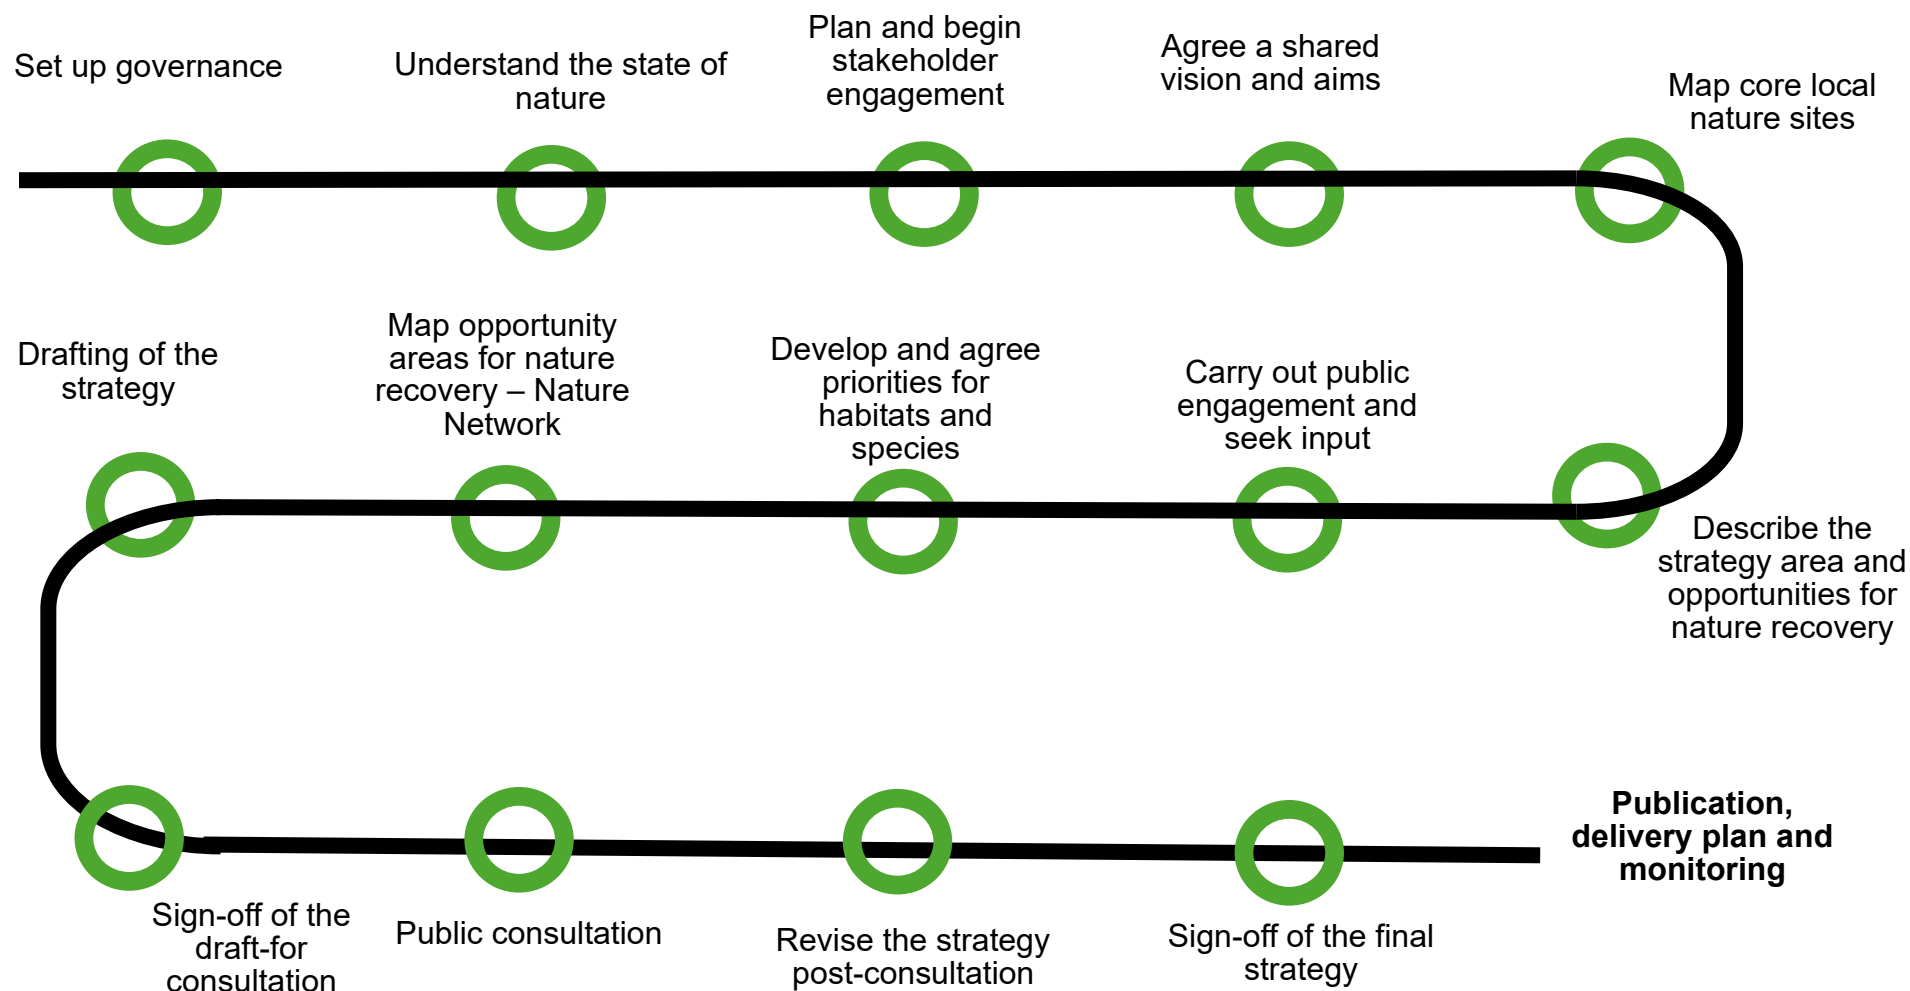 Set up governance
Understand the state of
nature
Plan and begin
stakeholder
engagement
Agree a shared
vision and aims
Map core local
nature sites
Describe the
strategy area and
opportunities for
nature recovery
Carry out public
engagement and
seek input
Develop and agree
priorities for
habitats and
species
Map opportunity
areas for nature
recovery – Nature
Network
Drafting of the
strategy
Sign-off of the
draft-for
consultation
Public consultation
Revise the strategy
post-consultation
Sign-off of the final
strategy
Publication,
delivery plan and
monitoring